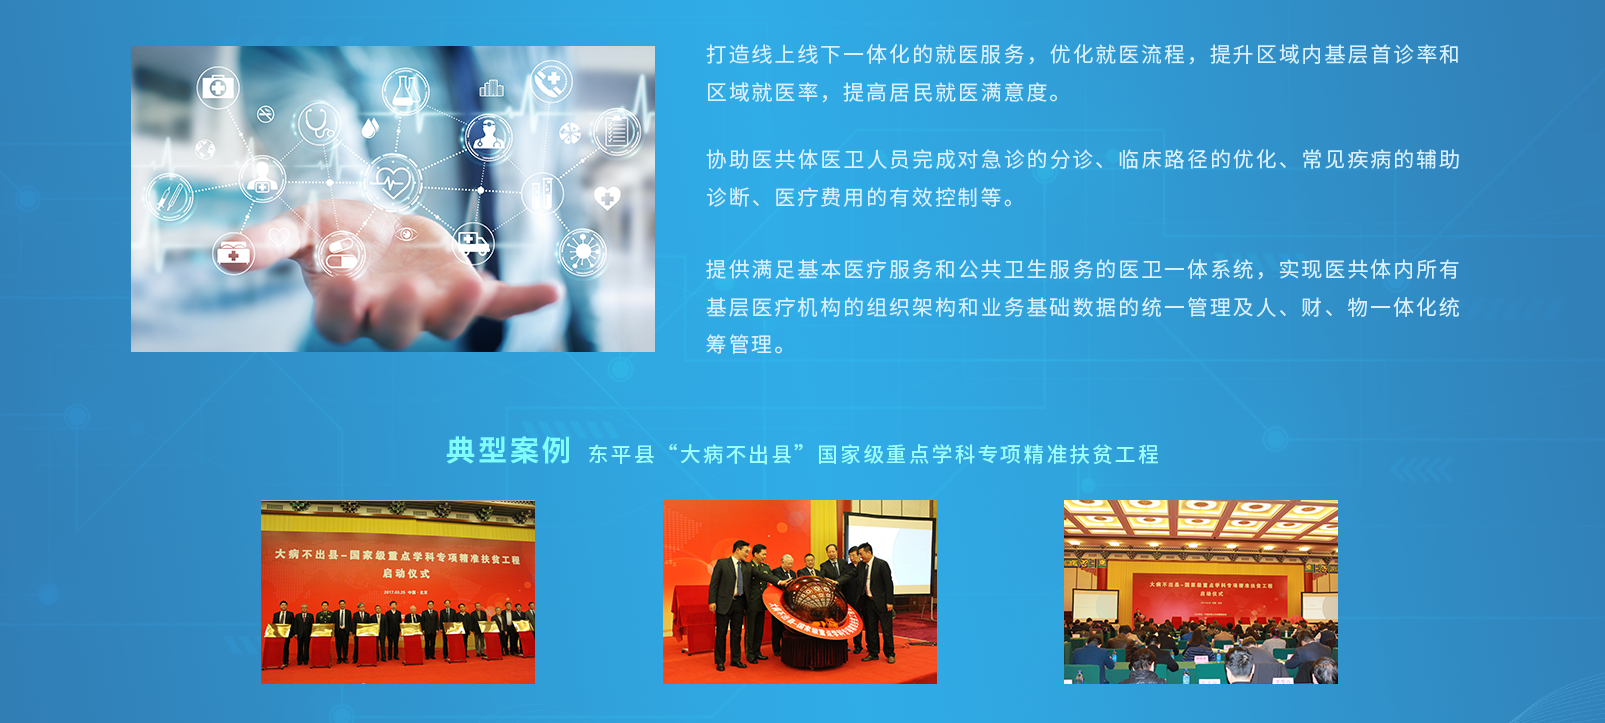 打造线上线下一体化的就医服务，优化就医流程，提升区域内基层首诊率和
区域就医率，提高居民就医满意度。
协助医共体医卫人员完成对急诊的分诊、临床路径的优化、常见疾病的辅助
诊断、医疗费用的有效控制等。
提供满足基本医疗服务和公共卫生服务的医卫一体系统，实现医共体内所有
基层医疗机构的组织架构和业务基础数据的统一管理及人、财、物一体化统
筹管理。
典型案例 东平县“大病不出县”国家级重点学科专项精准扶贫工程
大病不出县-国家级重点学科专项精准扶贫工程
启动仪式
2017.03.25 中国·北京
大病不出县-国家级重点学科专项精准扶贫工程
启动仪式